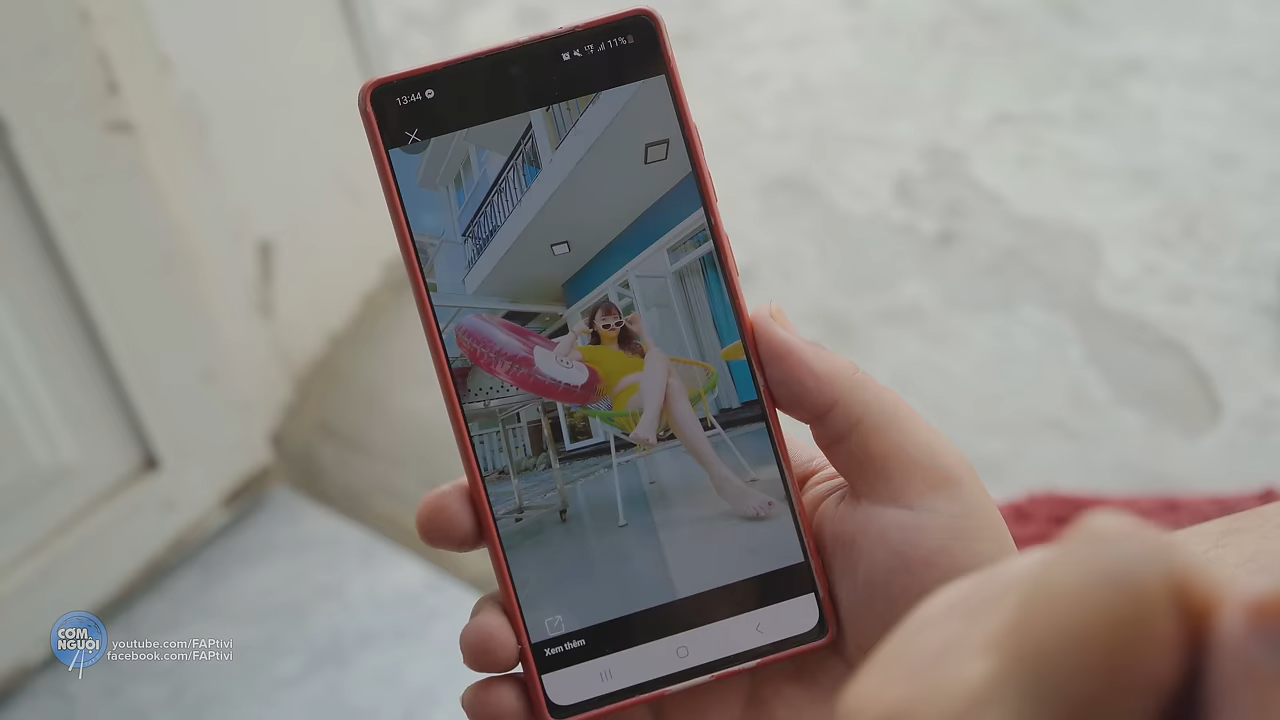 13:44
11%
Xem thêm
CƠM
NGUỘI
youtube.com/FAPtivi
facebook.com/FAPtivi